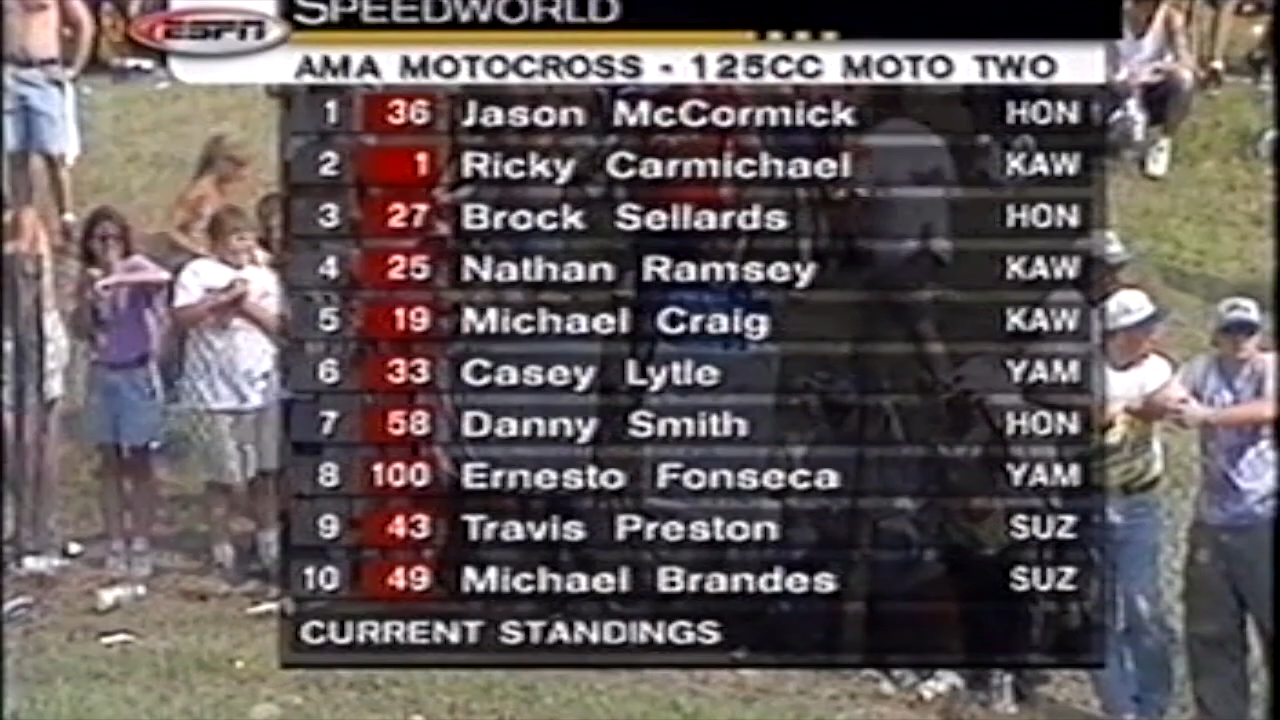 SPEEDWORLD
ESPN
AMA MOTOCROSS - 125CC MOTO TWO
1 36 Jason McCormick HON
2 1 Ricky Carmichael KAW
3 27 Brock Sellards HON
4 25 Nathan Ramsey KAW
5 19 Michael Craig KAW
6 33 Casey Lytle YAM
7 58 Danny Smith HON
8 100 Ernesto Fonseca YAM
9 43 Travis Preston SUZ
10 49 Michael Brandes SUZ
CURRENT STANDINGS